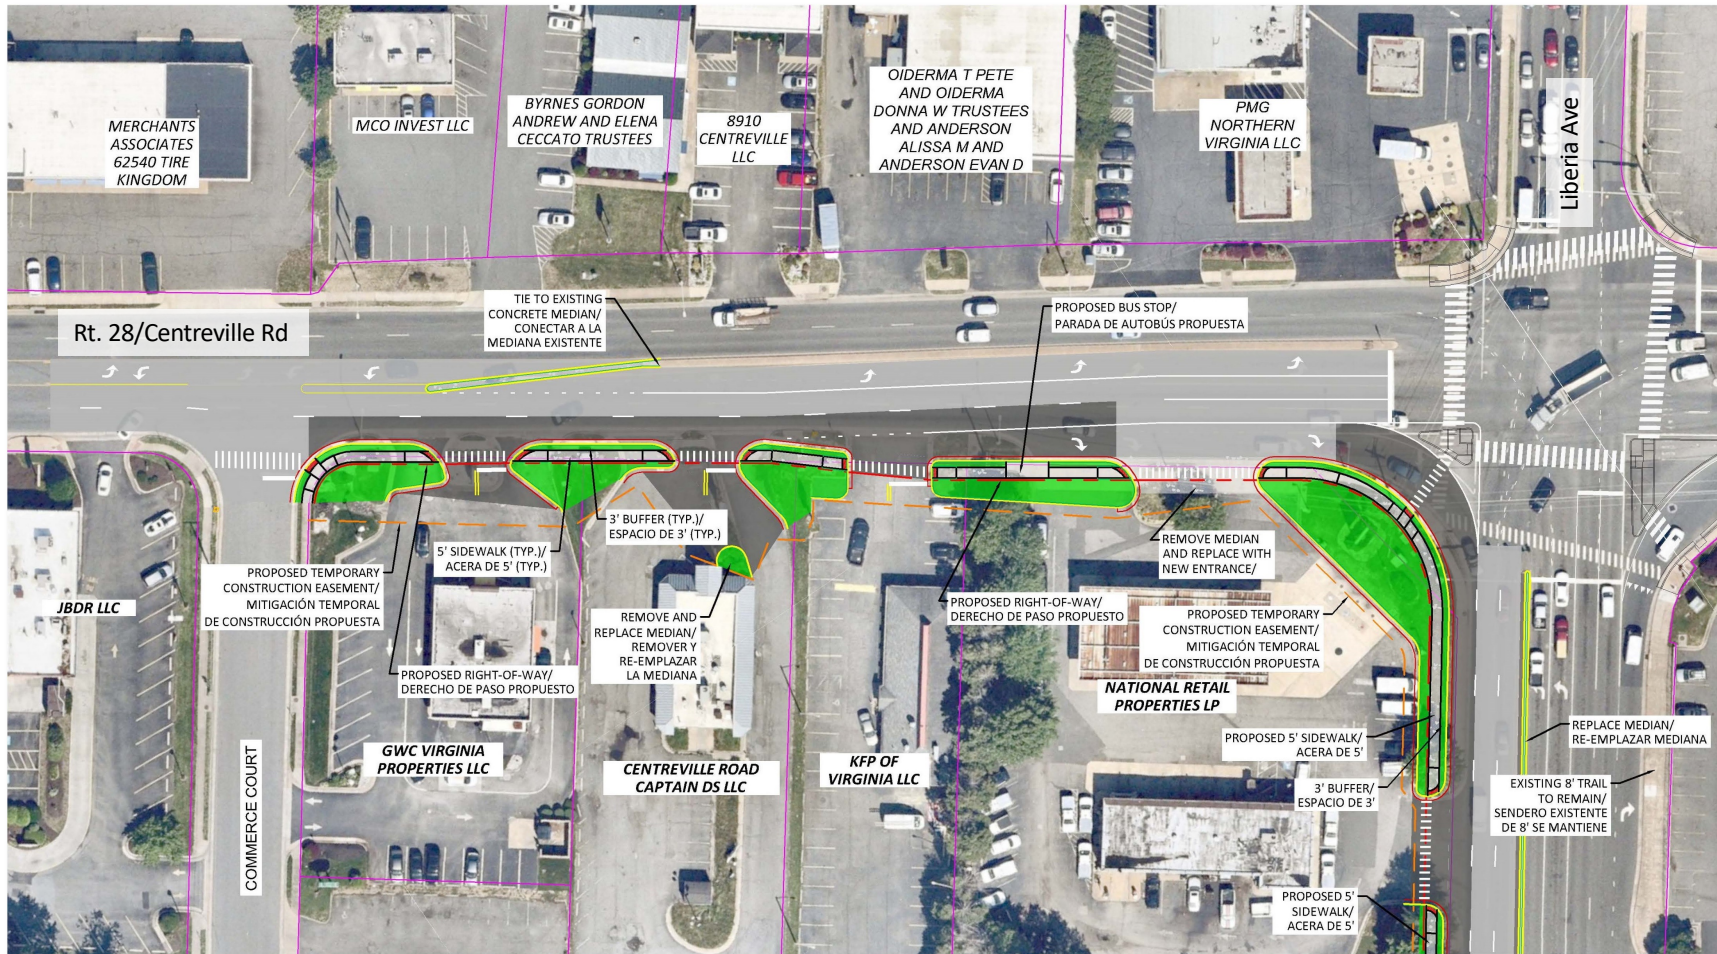 MERCHANTS
ASSOCIATES
62540 TIRE
KINGDOM
MCO INVEST LLC
BYRNES GORDON
ANDREW AND ELENA
CECCATO TRUSTEES
8910
CENTREVILLE
LLC
OIDERMA T PETE
AND OIDERMA
DONNA W TRUSTEES
AND ANDERSON
ALISSA M AND
ANDERSON EVAN D
PMG
NORTHERN
VIRGINIA LLC
Liberia Ave
Rt. 28/Centreville Rd
TIE TO EXISTING
CONCRETE MEDIAN/
CONECTAR A LA
MEDIANA EXISTENTE
PROPOSED BUS STOP/
PARADA DE AUTOBÚS PROPUESTA
3' BUFFER (TYP.)/
ESPACIO DE 3' (TYP.)
5' SIDEWALK (TYP.)/
ACERA DE 5' (TYP.)
REMOVE MEDIAN
AND REPLACE WITH
NEW ENTRANCE/
PROPOSED TEMPORARY
CONSTRUCTION EASEMENT/
MITIGACIÓN TEMPORAL
DE CONSTRUCCIÓN PROPUESTA
JBDR LLC
REMOVE AND
REPLACE MEDIAN/
REMOVER Y
RE-EMPLAZAR
LA MEDIANA
PROPOSED RIGHT-OF-WAY/
DERECHO DE PASO PROPUESTO
PROPOSED TEMPORARY
CONSTRUCTION EASEMENT/
MITIGACIÓN TEMPORAL
DE CONSTRUCCIÓN PROPUESTA
PROPOSED RIGHT-OF-WAY/
DERECHO DE PASO PROPUESTO
NATIONAL RETAIL
PROPERTIES LP
GWC VIRGINIA
PROPERTIES LLC
CENTREVILLE ROAD
CAPTAIN DS LLC
KFP OF
VIRGINIA LLC
PROPOSED 5' SIDEWALK/
ACERA DE 5'
REPLACE MEDIAN/
RE-EMPLAZAR MEDIANA
3' BUFFER/
ESPACIO DE 3'
EXISTING 8' TRAIL
TO REMAIN/
SENDERO EXISTENTE
DE 8' SE MANTIENE
COMMERCE COURT
PROPOSED 5'
SIDEWALK/
ACERA DE 5'